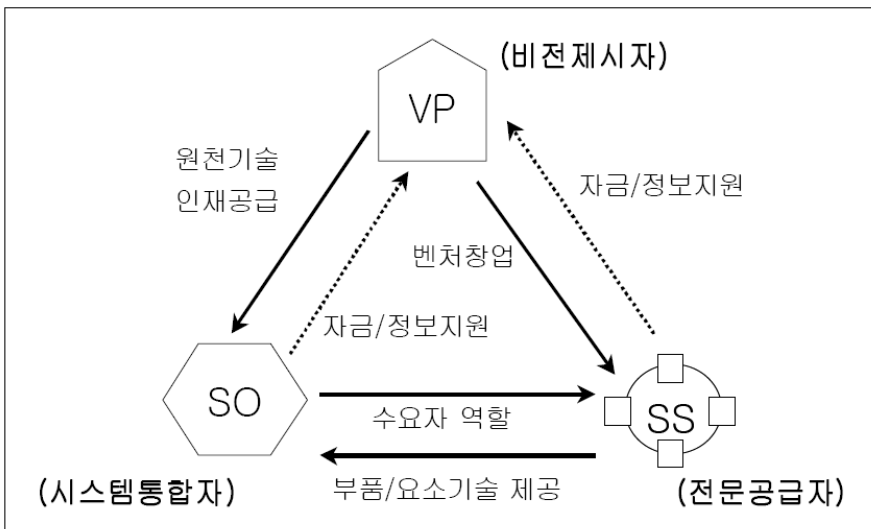 (비전제시자)
VP
원천기술
인재공급
자금/정보지원
벤처창업
자금/정보지원
SO
수요자 역할
SS
부품/요소기술 제공
(시스템통합자)
(전문공급자)